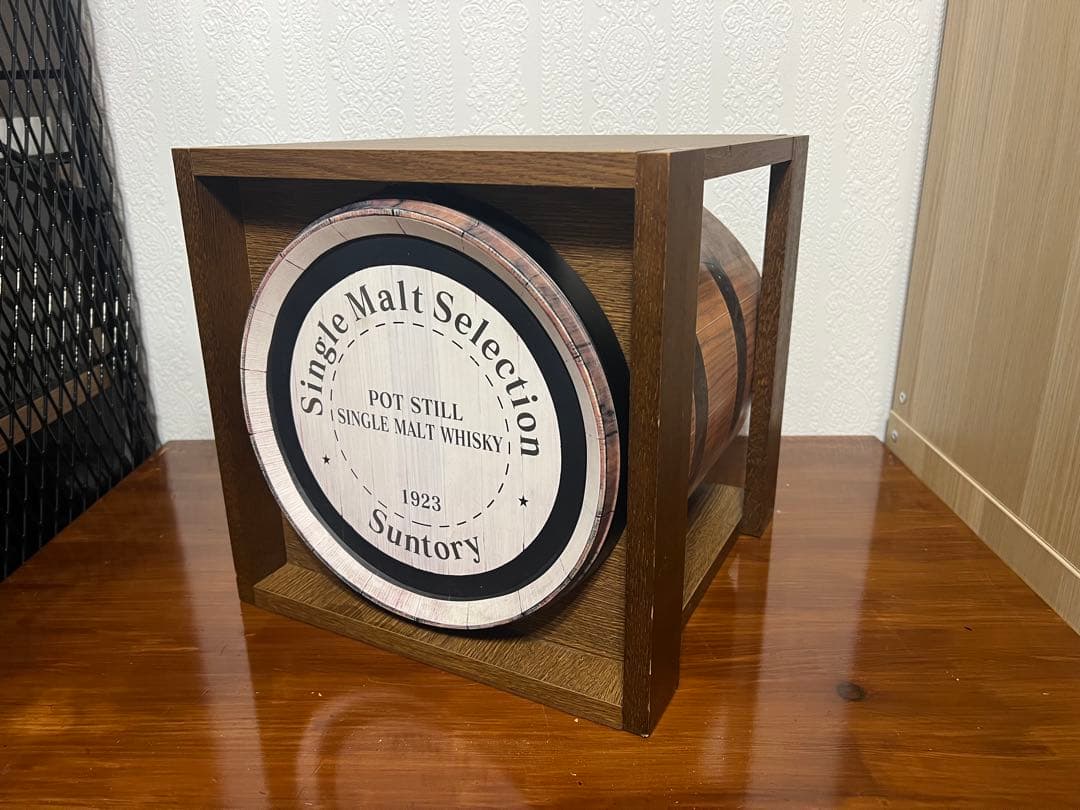 Single Malt Selection
POT STILL
SINGLE MALT WHISKY
1923
Suntory